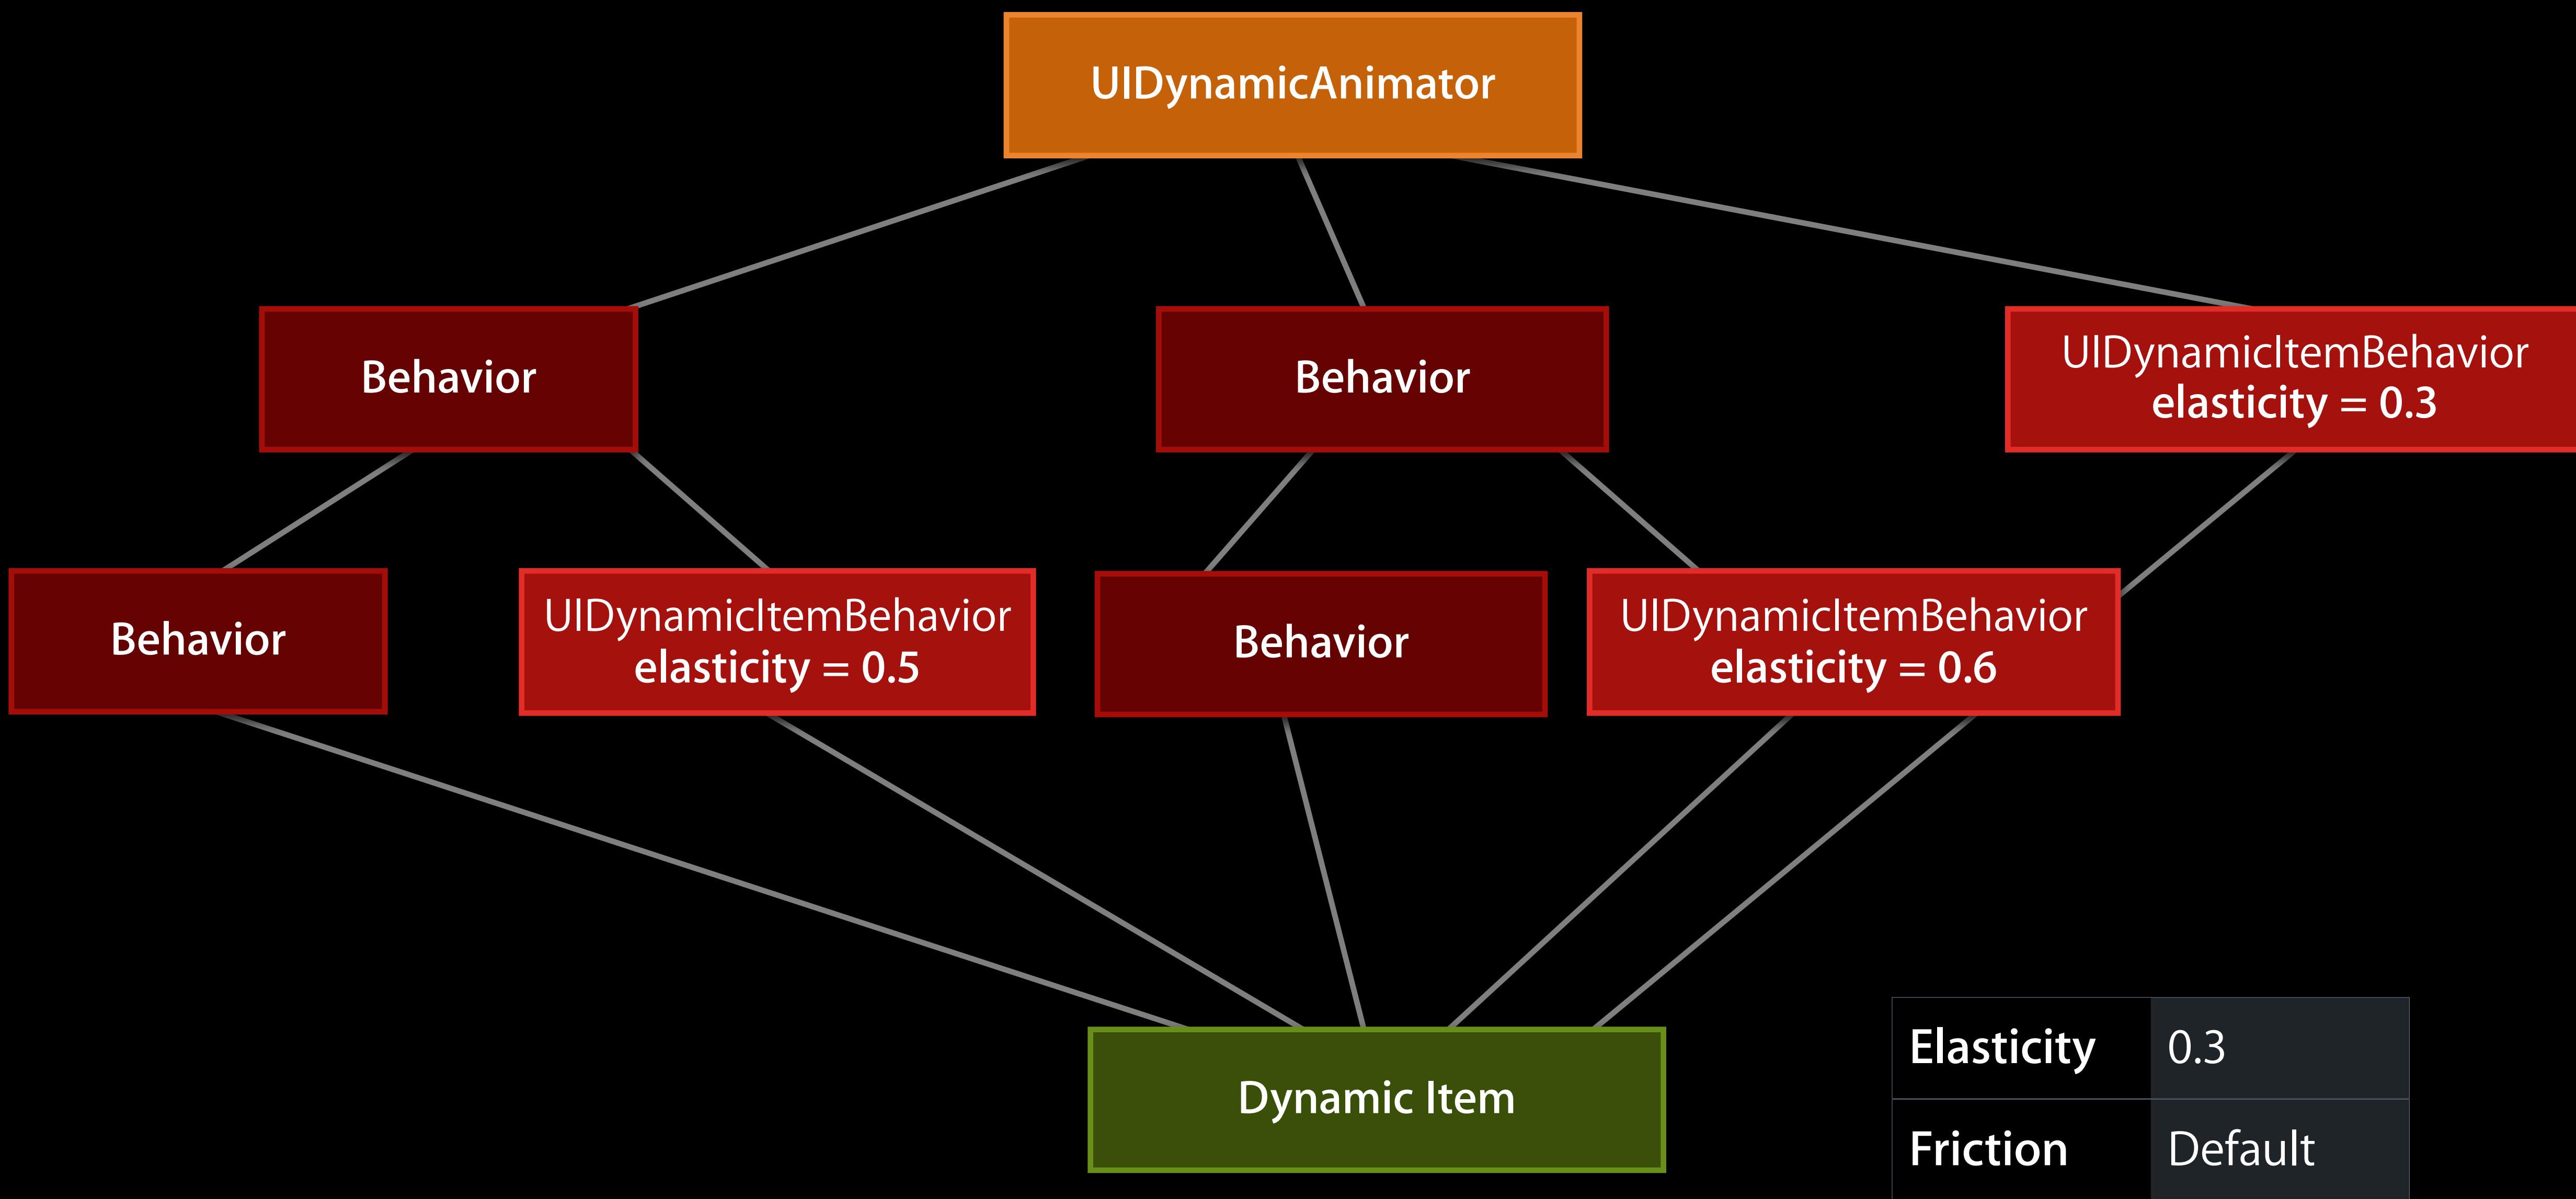 UIDynamicAnimator
Behavior
Behavior
UIDynamicItemBehavior
elasticity = 0.3
Behavior
UIDynamicItemBehavior
elasticity = 0.5
Behavior
UIDynamicItemBehavior
elasticity = 0.6
Dynamic Item
Elasticity 0.3
Friction Default